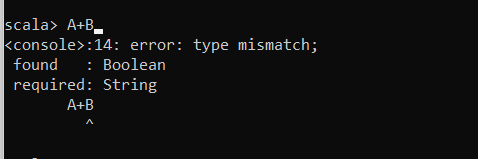 scala> A+B
<console>:14: error: type mismatch;
 found   : Boolean
 required: String
       A+B
         ^